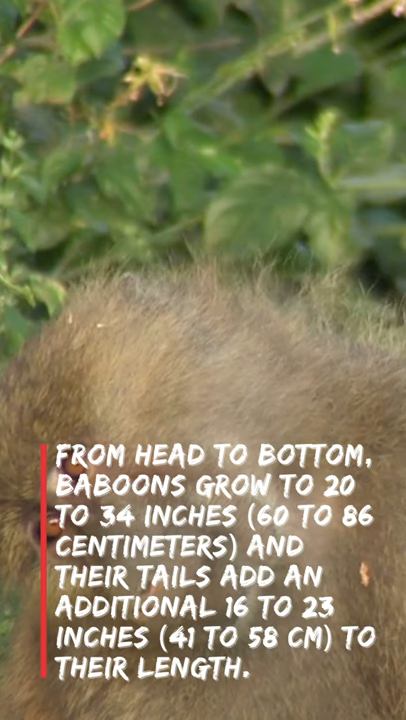 FROM HEAD TO BOTTOM,
BABOONS GROW TO 20
TO 34 INCHES (60 TO 86
CENTIMETERS) AND
THEIR TAILS ADD AN
ADDITIONAL 16 TO 23
INCHES (41 TO 58 CM) TO
THEIR LENGTH.